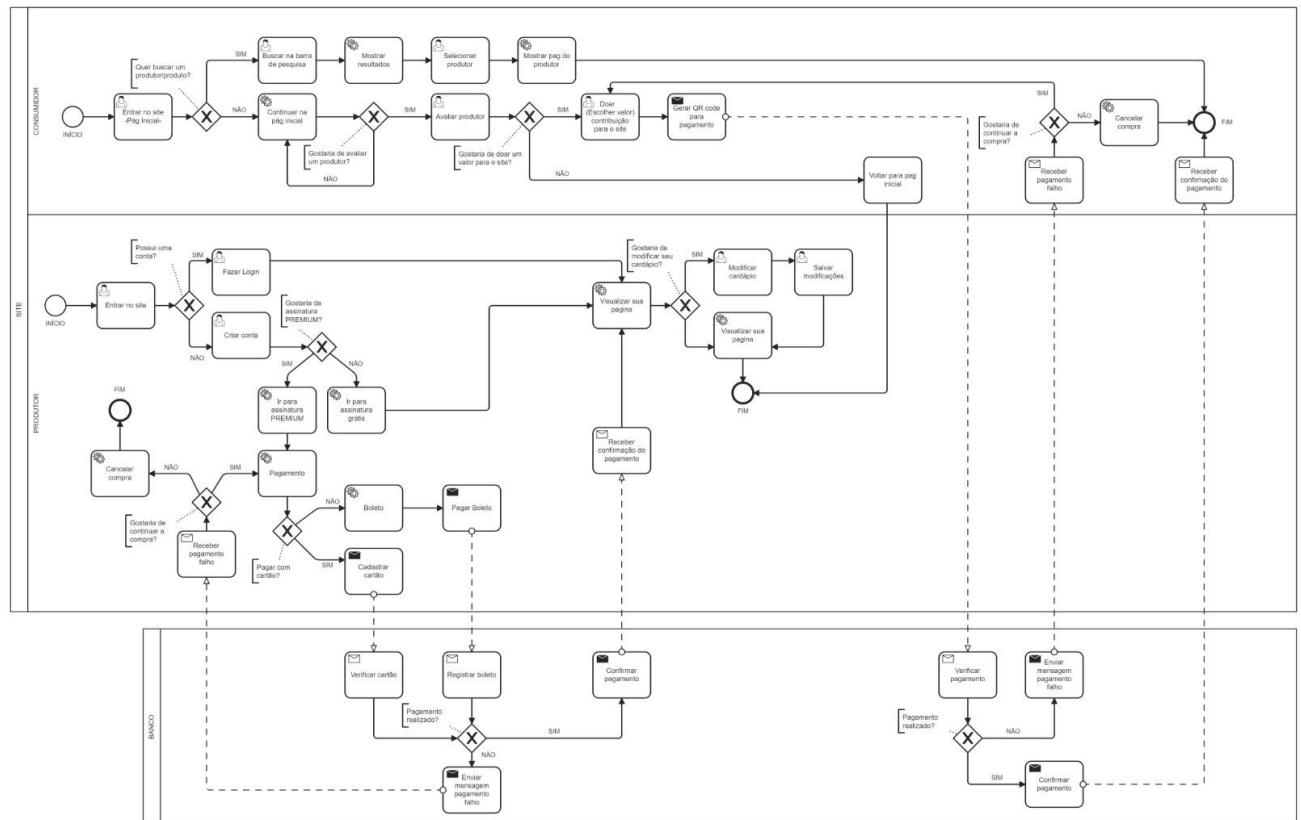 SITE
CONSUMIDOR
INÍCIO
Entrar no site
-Pág Inicial-
Quer buscar um
produtor/produto?
SIM
NÃO
Buscar na barra
de pesquisa
Mostrar
resultados
Selecionar
produtor
Mostrar pag do
produtor
Continuar ne
pág inicial
Gostaria de avaliar
um produtor?
NÃO
SIM
Avaliar produtor
Gostaria de doar um
valor para o site?
SIM
NÃO
Doar
(Escolher valor)
contribuição
para o site
Gerar QR code
para
pagamento
Voltar para pag
inicial
Receber
pagamento
falho
Gostaria de
continuar a
compra?
SIM
NÃO
Cancelar
compra
FIM
Receber
confirmação do
pagamento
PRODUTOR
INÍCIO
Entrar no site
Possui uma
conta?
SIM
NÃO
Fazer Login
Criar conta
Gostaria da
assinatura
PREMIUM?
SIM
NÃO
Ir para
assinatura
PREMIUM
Ir para
assinatura
grátis
Visualizar sua
pagina
Gostaria de
modificar seu
cardápio?
SIM
NÃO
Modificar
cardápio
Salvar
modificações
Visualizar sua
pagina
FIM
FIM
Cancelar
compra
NÃO
SIM
Gostaria de
continuar a
compra?
Receber
pagamento
falho
Pagamento
Pagar com
cartão?
NÃO
SIM
Boleto
Pagar Boleto
Cadastrar
cartão
Receber
confirmação do
pagamento
BANCO
Verificar cartão
Registrar boleto
Pagamento
realizado?
SIM
NÃO
Confirmar
pagamento
Enviar
mensagem
pagamento
falho
Verificar
pagamento
Pagamento
realizado?
NÃO
SIM
Enviar
mensagem
pagamento
falho
Confirmar
pagamento